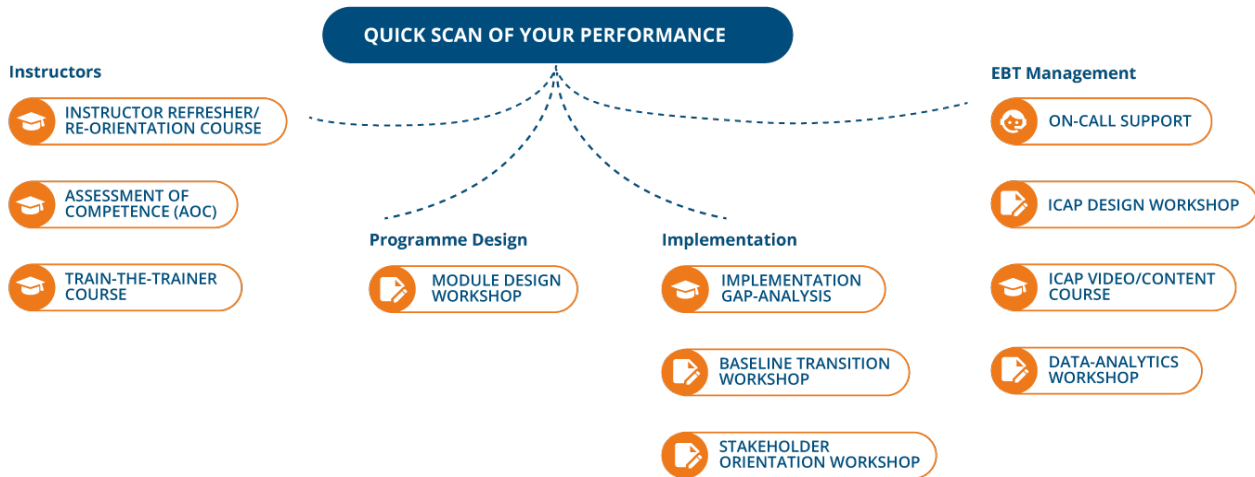 QUICK SCAN OF YOUR PERFORMANCE
Instructors
INSTRUCTOR REFRESHER/
RE-ORIENTATION COURSE
ASSESSMENT OF
COMPETENCE (AOC)
TRAIN-THE-TRAINER
COURSE
Programme Design
MODULE DESIGN
WORKSHOP
Implementation
IMPLEMENTATION
GAP-ANALYSIS
BASELINE TRANSITION
WORKSHOP
STAKEHOLDER
ORIENTATION WORKSHOP
EBT Management
ON-CALL SUPPORT
ICAP DESIGN WORKSHOP
ICAP VIDEO/CONTENT
COURSE
DATA-ANALYTICS
WORKSHOP